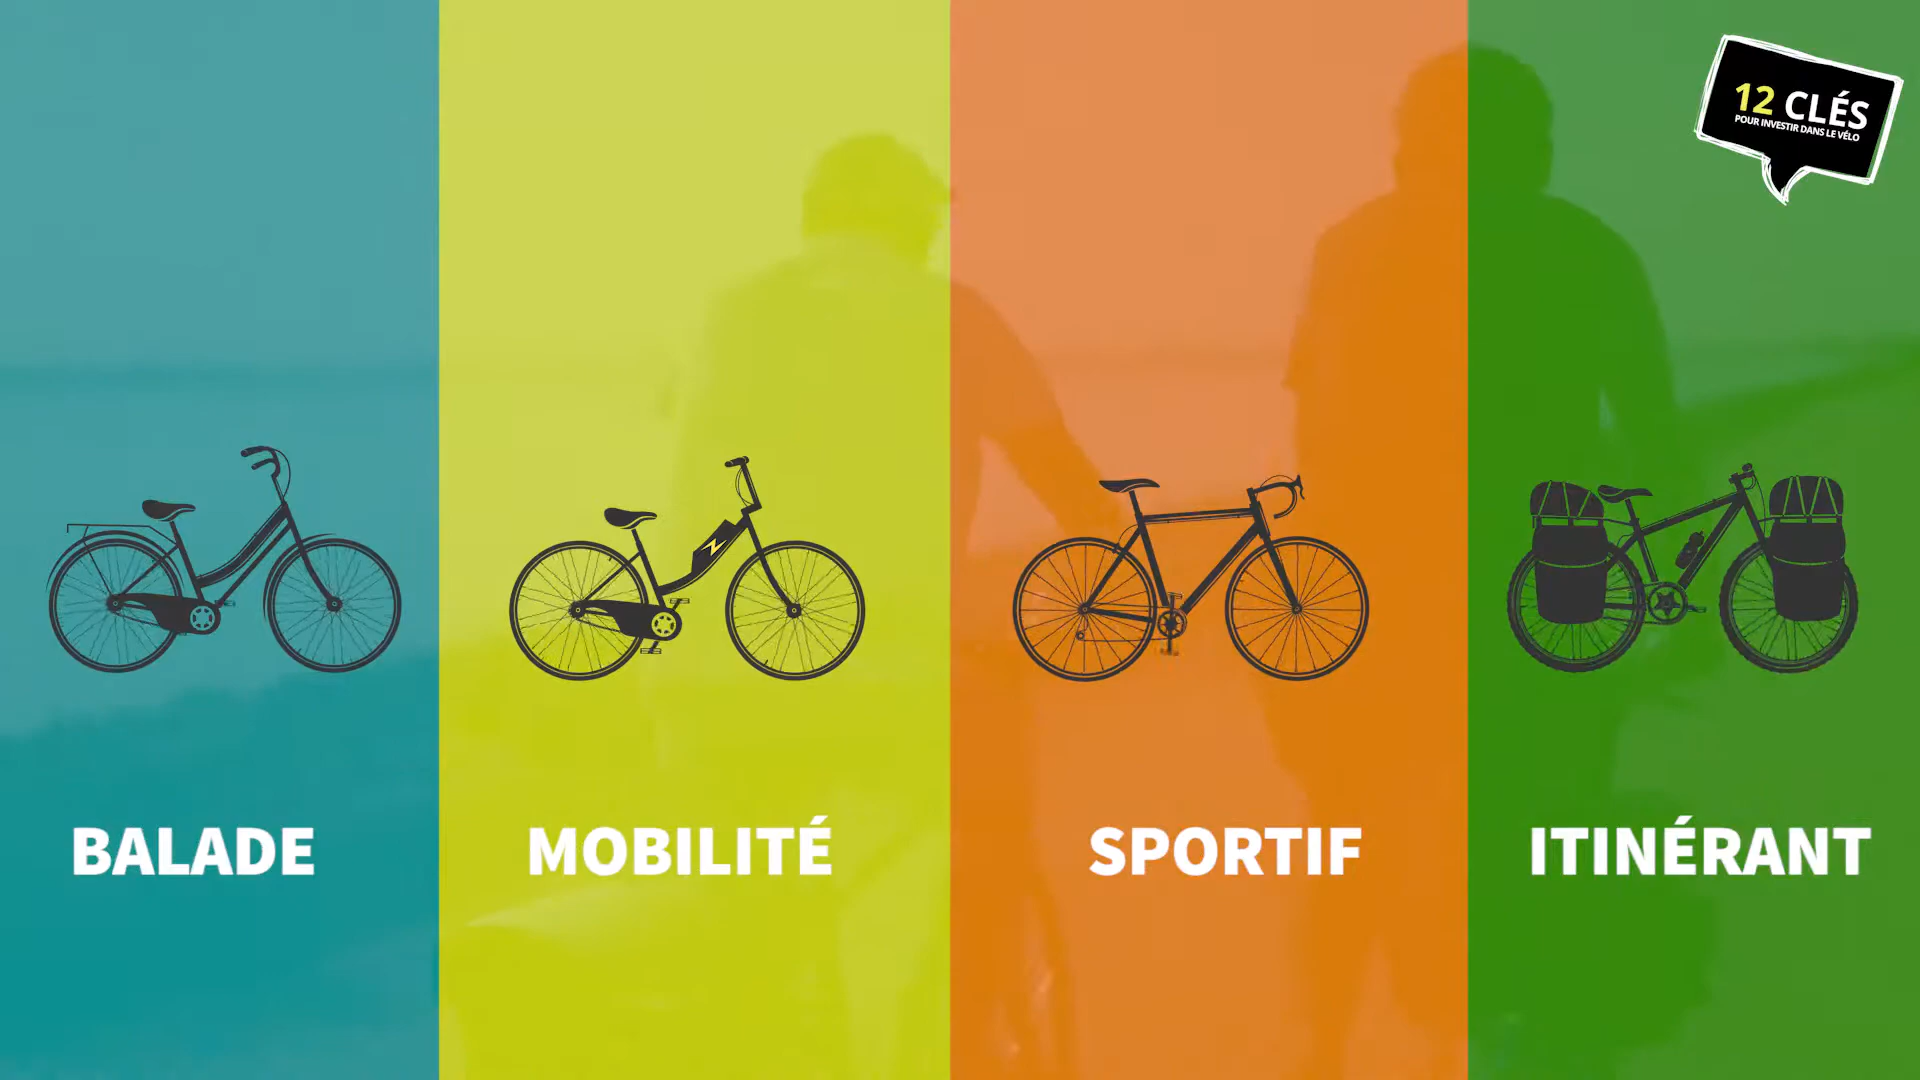 12 CLÉS
POUR INVESTIR DANS LE VÉLO
BALADE
MOBILITÉ
SPORTIF
ITINÉRANT